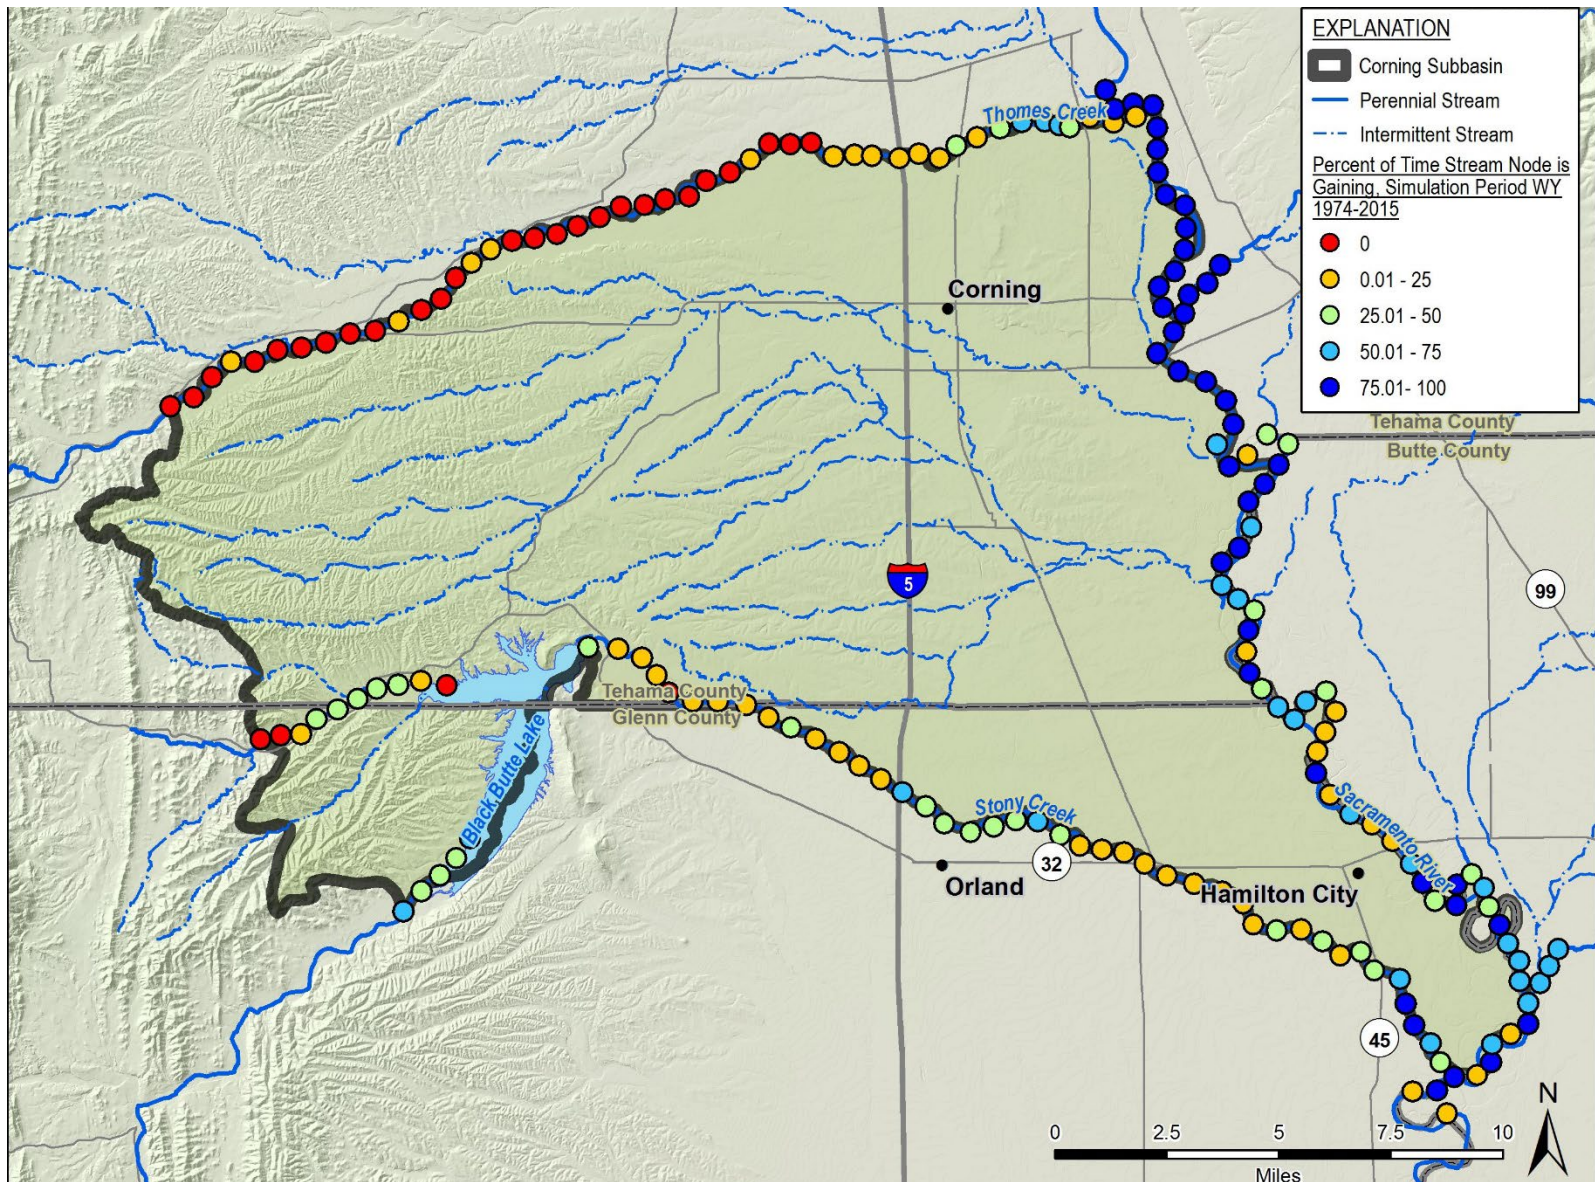 EXPLANATION
Corning Subbasin
Perennial Stream
Intermittent Stream
Percent of Time Stream Node is
Gaining, Simulation Period WY
1974-2015
0
0.01 - 25
25.01 - 50
50.01 - 75
75.01- 100
Thomes Creek
Corning
Tehama County
Butte County
5
99
Tehama County
Glenn County
Black Butte Lake
Stony Creek
Sacramento River
32
Orland
Hamilton City
45
N
0 2.5 5 7.5 10
Miles